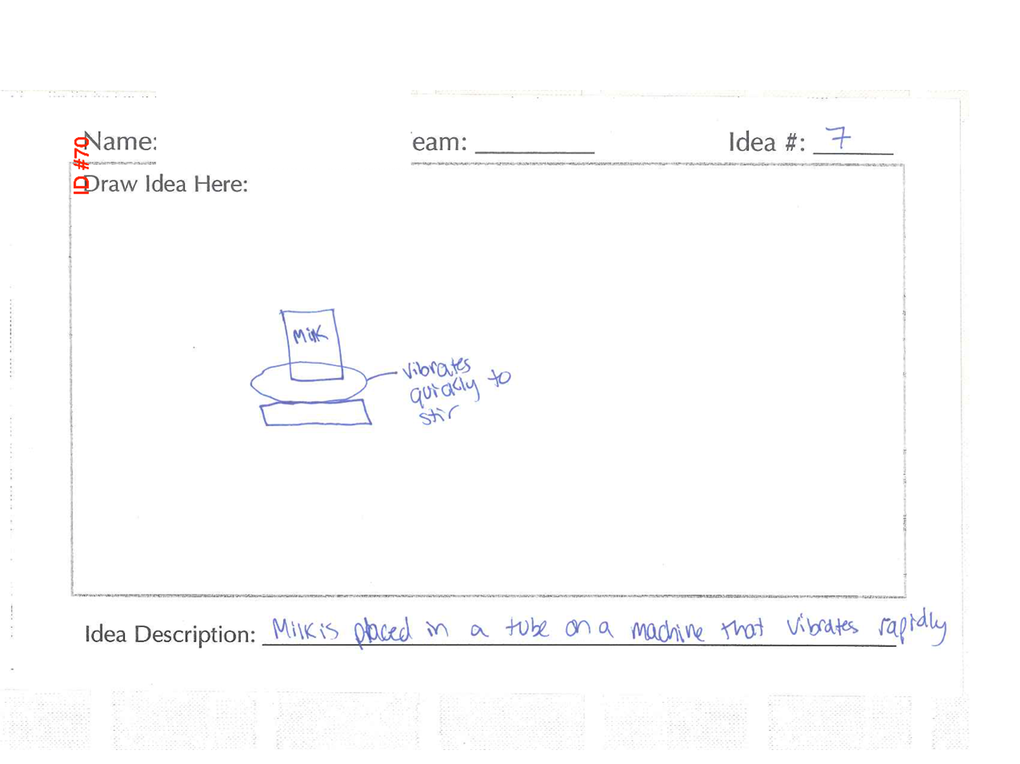 Name: eam: Idea #: 7
ID #70
Draw Idea Here:
Milk
vibrates
quickly to
stir
Idea Description: Milk is placed in a tube on a machine that vibrates rapidly